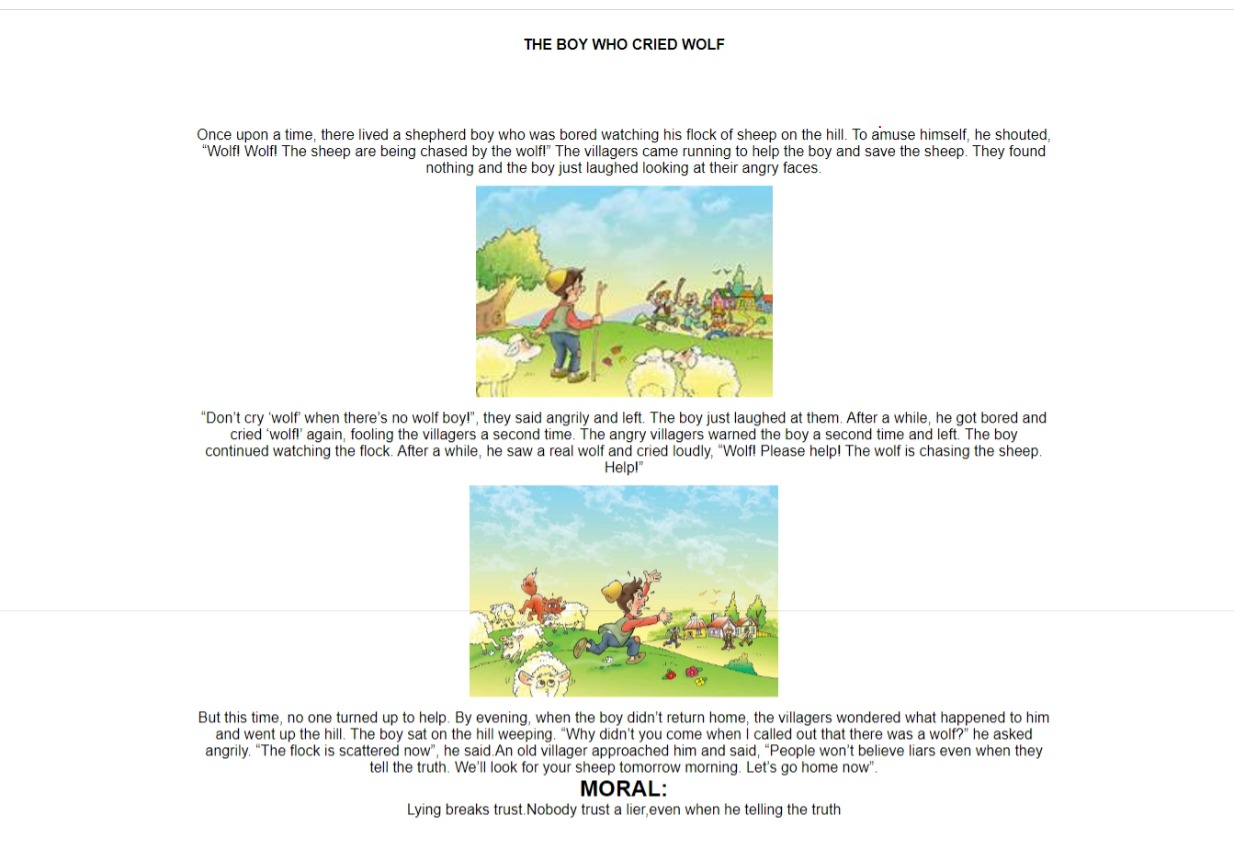 THE BOY WHO CRIED WOLF
Once upon a time, there lived a shepherd boy who was bored watching his flock of sheep on the hill. To amuse himself, he shouted,
“Wolf! Wolf! The sheep are being chased by the wolf!” The villagers came running to help the boy and save the sheep. They found
nothing and the boy just laughed looking at their angry faces.
“Don’t cry ‘wolf’ when there’s no wolf boy!”, they said angrily and left. The boy just laughed at them. After a while, he got bored and
cried ‘wolf!’ again, fooling the villagers a second time. The angry villagers warned the boy a second time and left. The boy
continued watching the flock. After a while, he saw a real wolf and cried loudly, “Wolf! Please help! The wolf is chasing the sheep.
Help!”
But this time, no one turned up to help. By evening, when the boy didn’t return home, the villagers wondered what happened to him
and went up the hill. The boy sat on the hill weeping. “Why didn’t you come when I called out that there was a wolf?” he asked
angrily. “The flock is scattered now”, he said.An old villager approached him and said, “People won’t believe liars even when they
tell the truth. We’ll look for your sheep tomorrow morning. Let’s go home now”.
MORAL:
Lying breaks trust.Nobody trust a lier,even when he telling the truth